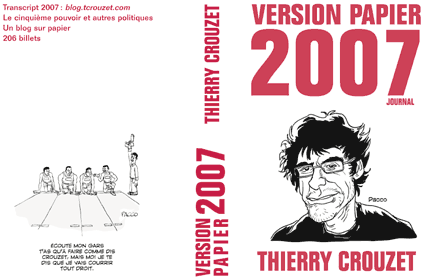 Transcript 2007 : blog.tcrouzet.com
Le cinquième pouvoir et autres politiques
Un blog sur papier
206 billets
PACCO
ÉCOUTE MON GARS
T'AS QU'À FAIRE COMME DIS
CROUZET. MAIS MOI JE TE
DIS QUE JE VAIS COURRIR
TOUT DROIT.
THIERRY CROUZET
2007
VERSION
PAPIER
VERSION PAPIER
2007
JOURNAL
Pacco
THIERRY CROUZET